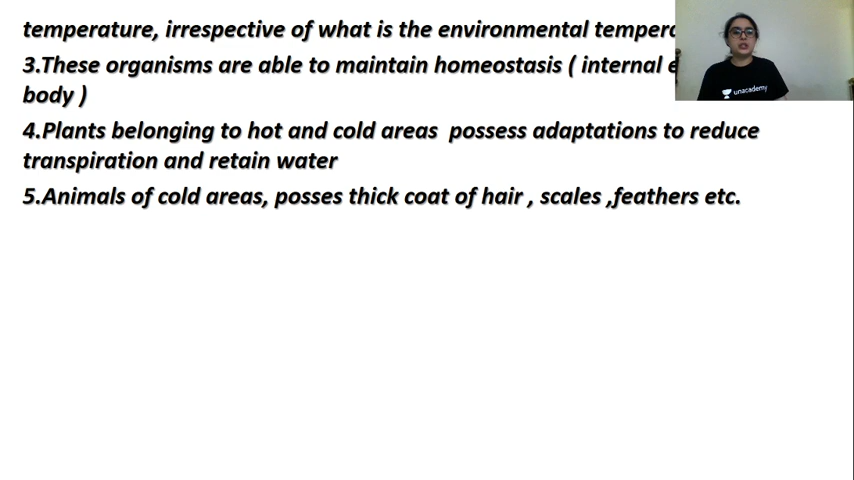 temperature, irrespective of what is the environmental
3.These organisms are able to maintain homeostasis ( internal
body )
4.Plants belonging to hot and cold areas possess adaptations to reduce
transpiration and retain water
5.Animals of cold areas, posses thick coat of hair , scales ,feathers etc.
unacademy